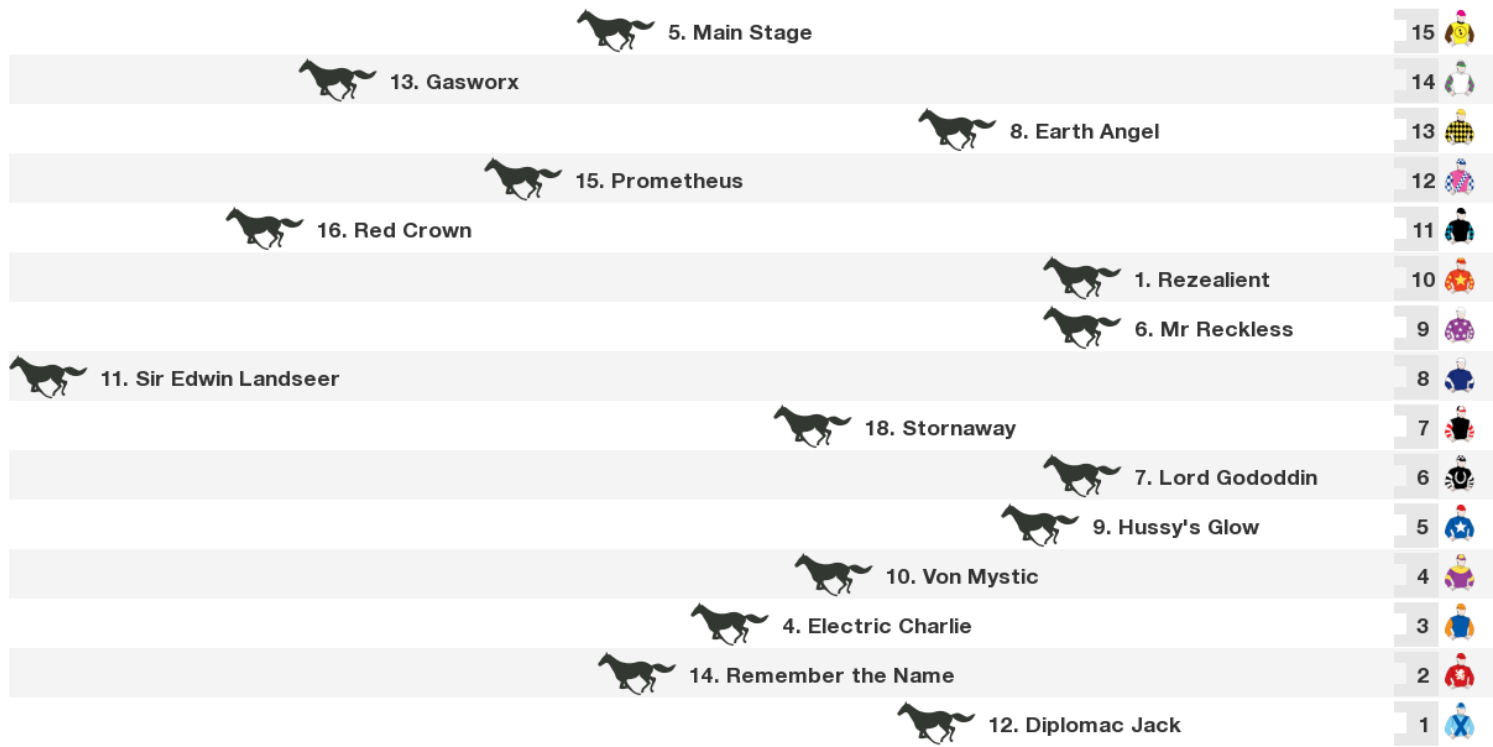 5. Main Stage 15
13. Gasworx 14
8. Earth Angel 13
15. Prometheus 12
16. Red Crown 11
1. Rezealient 10
6. Mr Reckless 9
11. Sir Edwin Landseer 8
18. Stornaway 7
7. Lord Gododdin 6
9. Hussy's Glow 5
10. Von Mystic 4
4. Electric Charlie 3
14. Remember the Name 2
12. Diplomac Jack 1